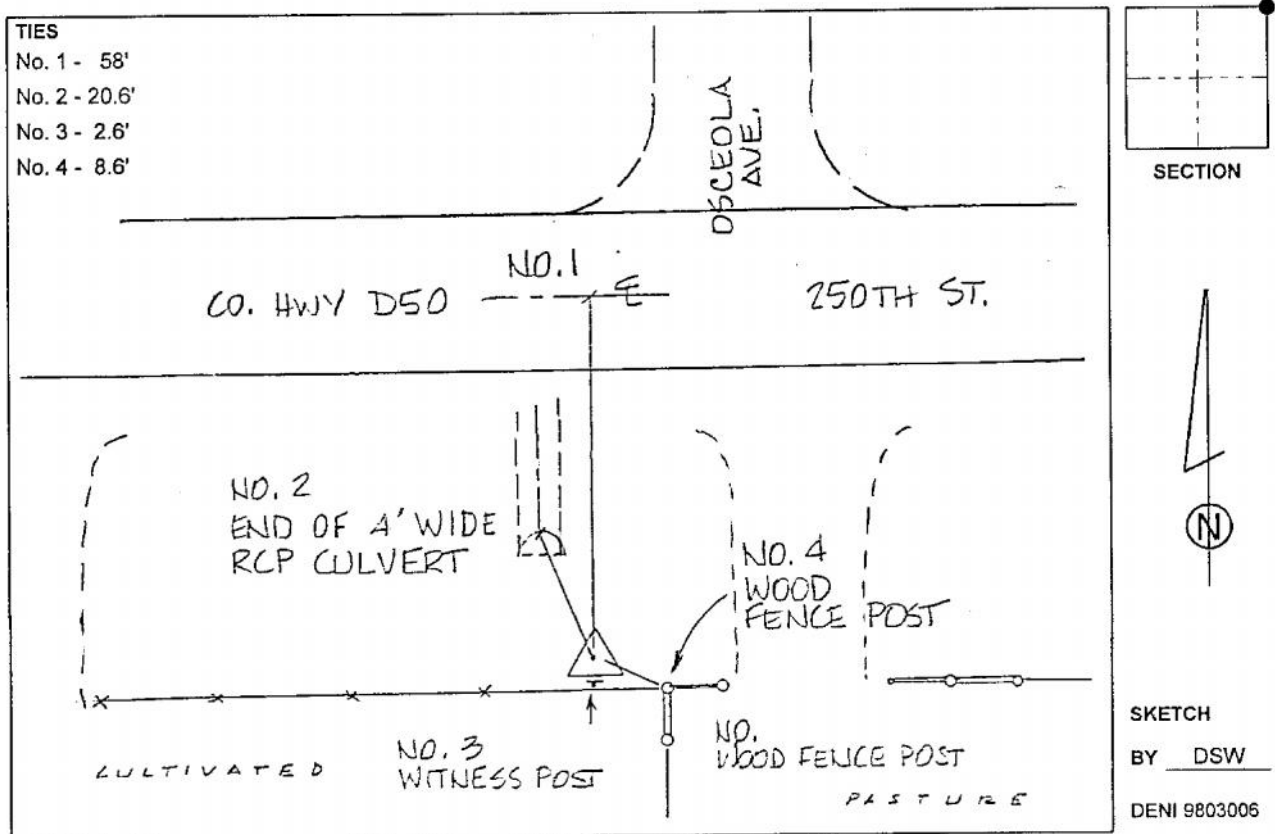 TIES
No. 1 - 58'
No. 2 - 20.6'
No. 3 - 2.6'
No. 4 - 8.6'
OSCEOLA
AVE.
SECTION
NO. 1
CO. HWY D50
℄
250TH ST.
N
NO. 2
END OF 4' WIDE
RCP CULVERT
NO. 4
WOOD
FENCE POST
NO. 3
WITNESS POST
NO.
WOOD FENCE POST
CULTIVATED
PASTURE
SKETCH
BY DSW
DENI 9803006